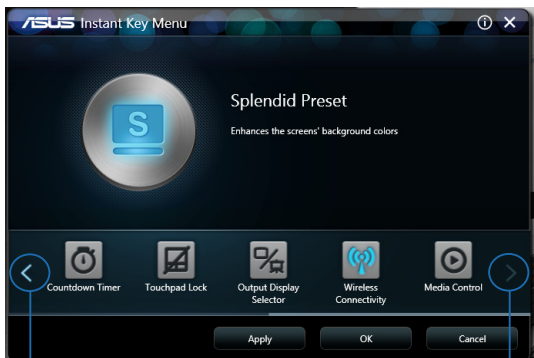 ASUS Instant Key Menu
S
Splendid Preset
Enhances the screens' background colors
Countdown Timer
Touchpad Lock
Output Display
Selector
Wireless
Connectivity
Media Control
Apply
OK
Cancel